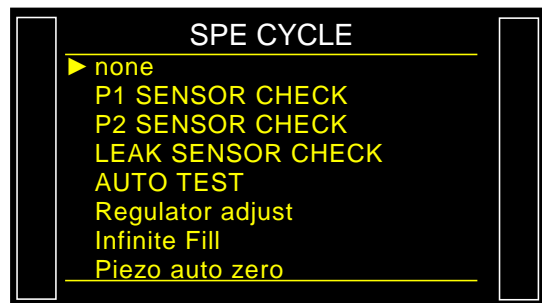 SPE CYCLE
none
P1 SENSOR CHECK
P2 SENSOR CHECK
LEAK SENSOR CHECK
AUTO TEST
Regulator adjust
Infinite Fill
Piezo auto zero